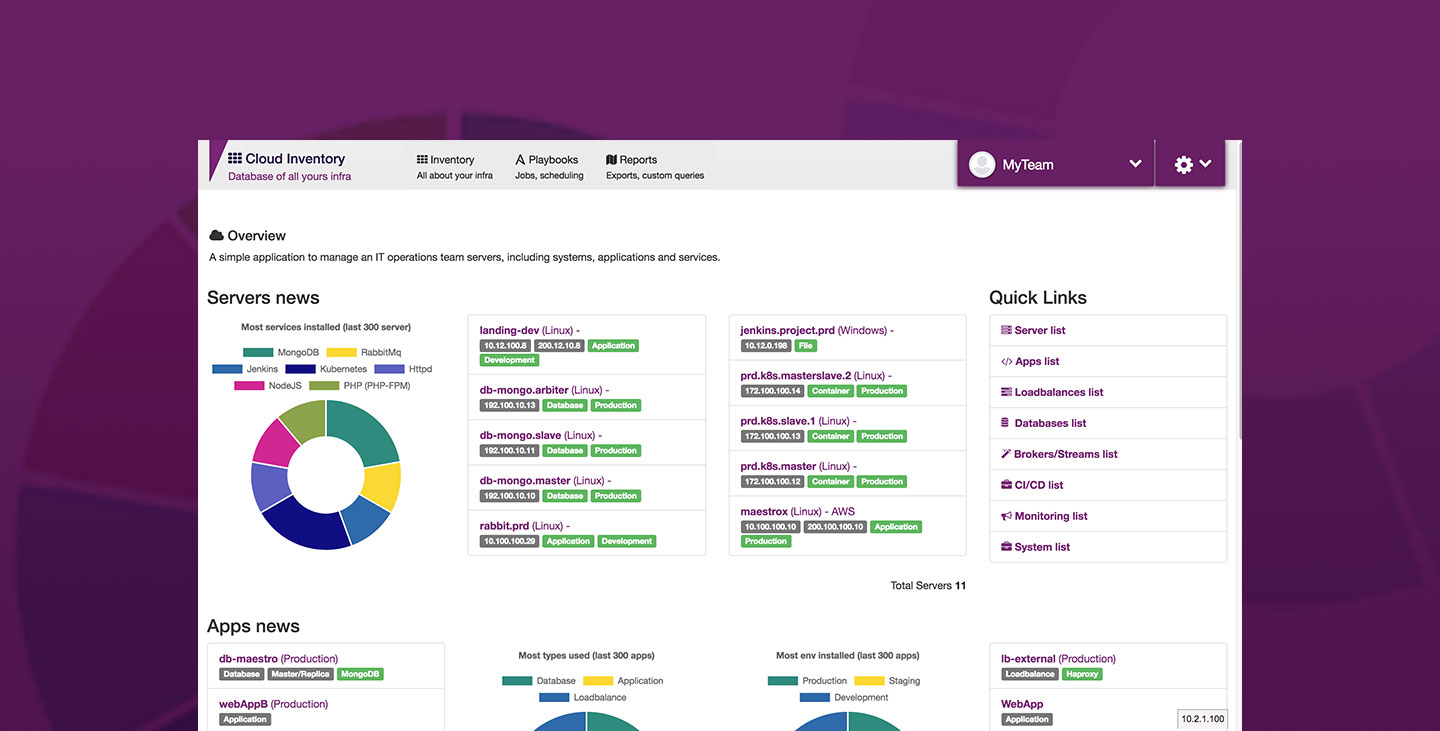 Cloud Inventory
Database of all yours infra
Inventory
All about your infra
Playbooks
Jobs, scheduling
Reports
Exports, custom queries
MyTeam
Overview
A simple application to manage an IT operations team servers, including systems, applications and services.
Servers news
Most services installed (last 300 server)
MongoDB RabbitMq
Jenkins Kubernetes Httpd
NodeJS PHP (PHP-FPM)
landing-dev (Linux) -
10.12.100.8 200.12.10.8 Application
Development
db-mongo.arbiter (Linux) -
192.100.10.13 Database Production
db-mongo.slave (Linux) -
192.100.10.11 Database Production
db-mongo.master (Linux) -
192.100.10.10 Database Production
rabbit.prd (Linux) -
10.100.100.29 Application Development
jenkins.project.prd (Windows) -
10.12.0.198 File
prd.k8s.masterslave.2 (Linux) -
172.100.100.14 Container Production
prd.k8s.slave.1 (Linux) -
172.100.100.13 Container Production
prd.k8s.master (Linux) -
172.100.100.12 Container Production
maestrox (Linux) - AWS
10.100.100.10 200.100.100.10 Application
Production
Total Servers 11
Quick Links
Server list
Apps list
Loadbalances list
Databases list
Brokers/Streams list
CI/CD list
Monitoring list
System list
Apps news
db-maestro (Production)
Database Master/Replica MongoDB
webAppB (Production)
Application
Most types used (last 300 apps)
Database Application
Loadbalance
Most env installed (last 300 apps)
Production Staging
Development
lb-external (Production)
Loadbalance Haproxy
WebApp
Application
10.2.1.100